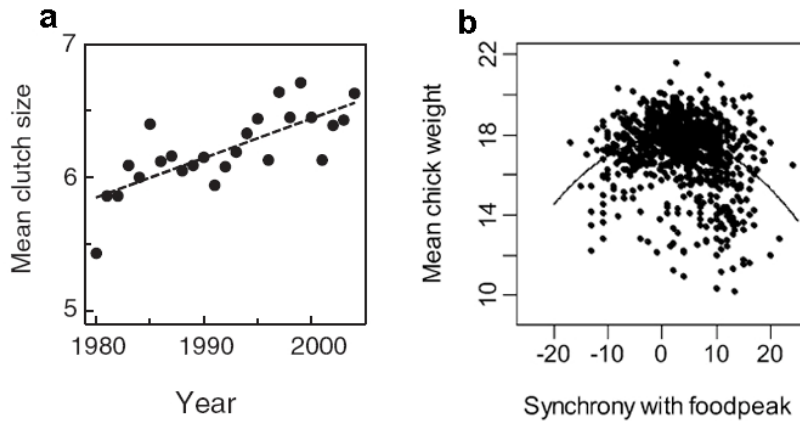 a
7
6
5
Mean clutch size
1980 1990 2000
Year
b
22
18
14
10
Mean chick weight
-20 -10 0 10 20
Synchrony with foodpeak